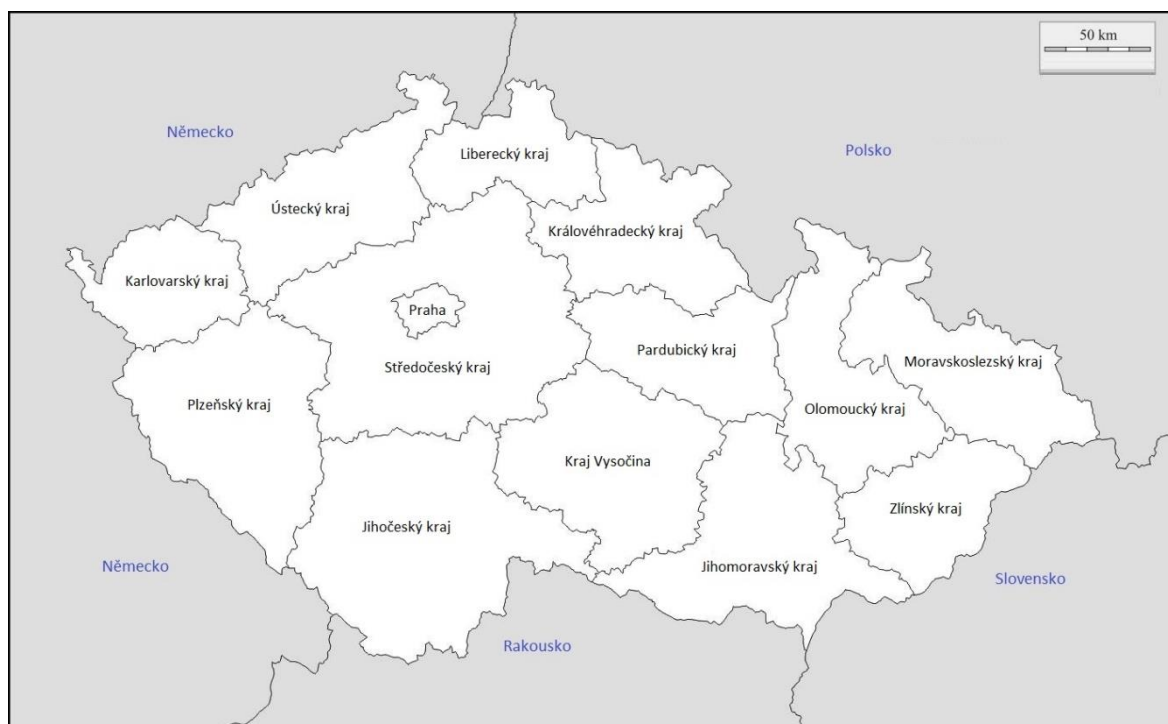 50 km
Německo
Polsko
Liberecký kraj
Ústecký kraj
Královéhradecký kraj
Karlovarský kraj
Praha
Pardubický kraj
Středočeský kraj
Moravskoslezský kraj
Plzeňský kraj
Olomoucký kraj
Kraj Vysočina
Zlínský kraj
Jihočeský kraj
Německo
Jihomoravský kraj
Slovensko
Rakousko